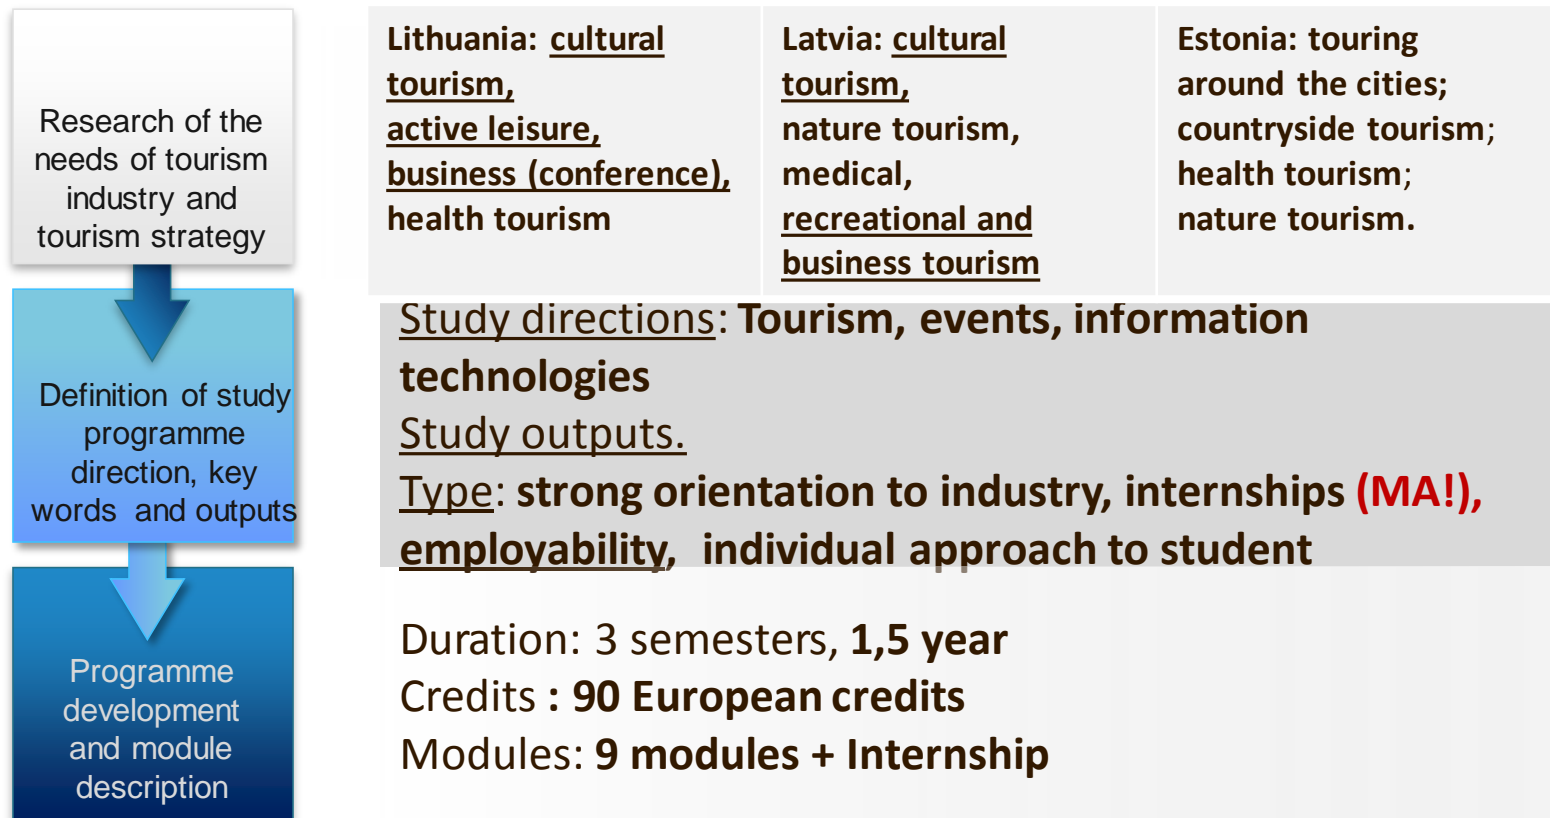 Research of the
needs of tourism
industry and
tourism strategy
Lithuania: cultural
tourism,
active leisure,
business (conference),
health tourism
Latvia: cultural
tourism,
nature tourism,
medical,
recreational and
business tourism
Estonia: touring
around the cities;
countryside tourism;
health tourism;
nature tourism.
Definition of study
programme
direction, key
words and outputs
Study directions: Tourism, events, information
technologies
Study outputs.
Type: strong orientation to industry, internships (MA!),
employability, individual approach to student
Programme
development
and module
description
Duration: 3 semesters, 1,5 year
Credits : 90 European credits
Modules: 9 modules + Internship